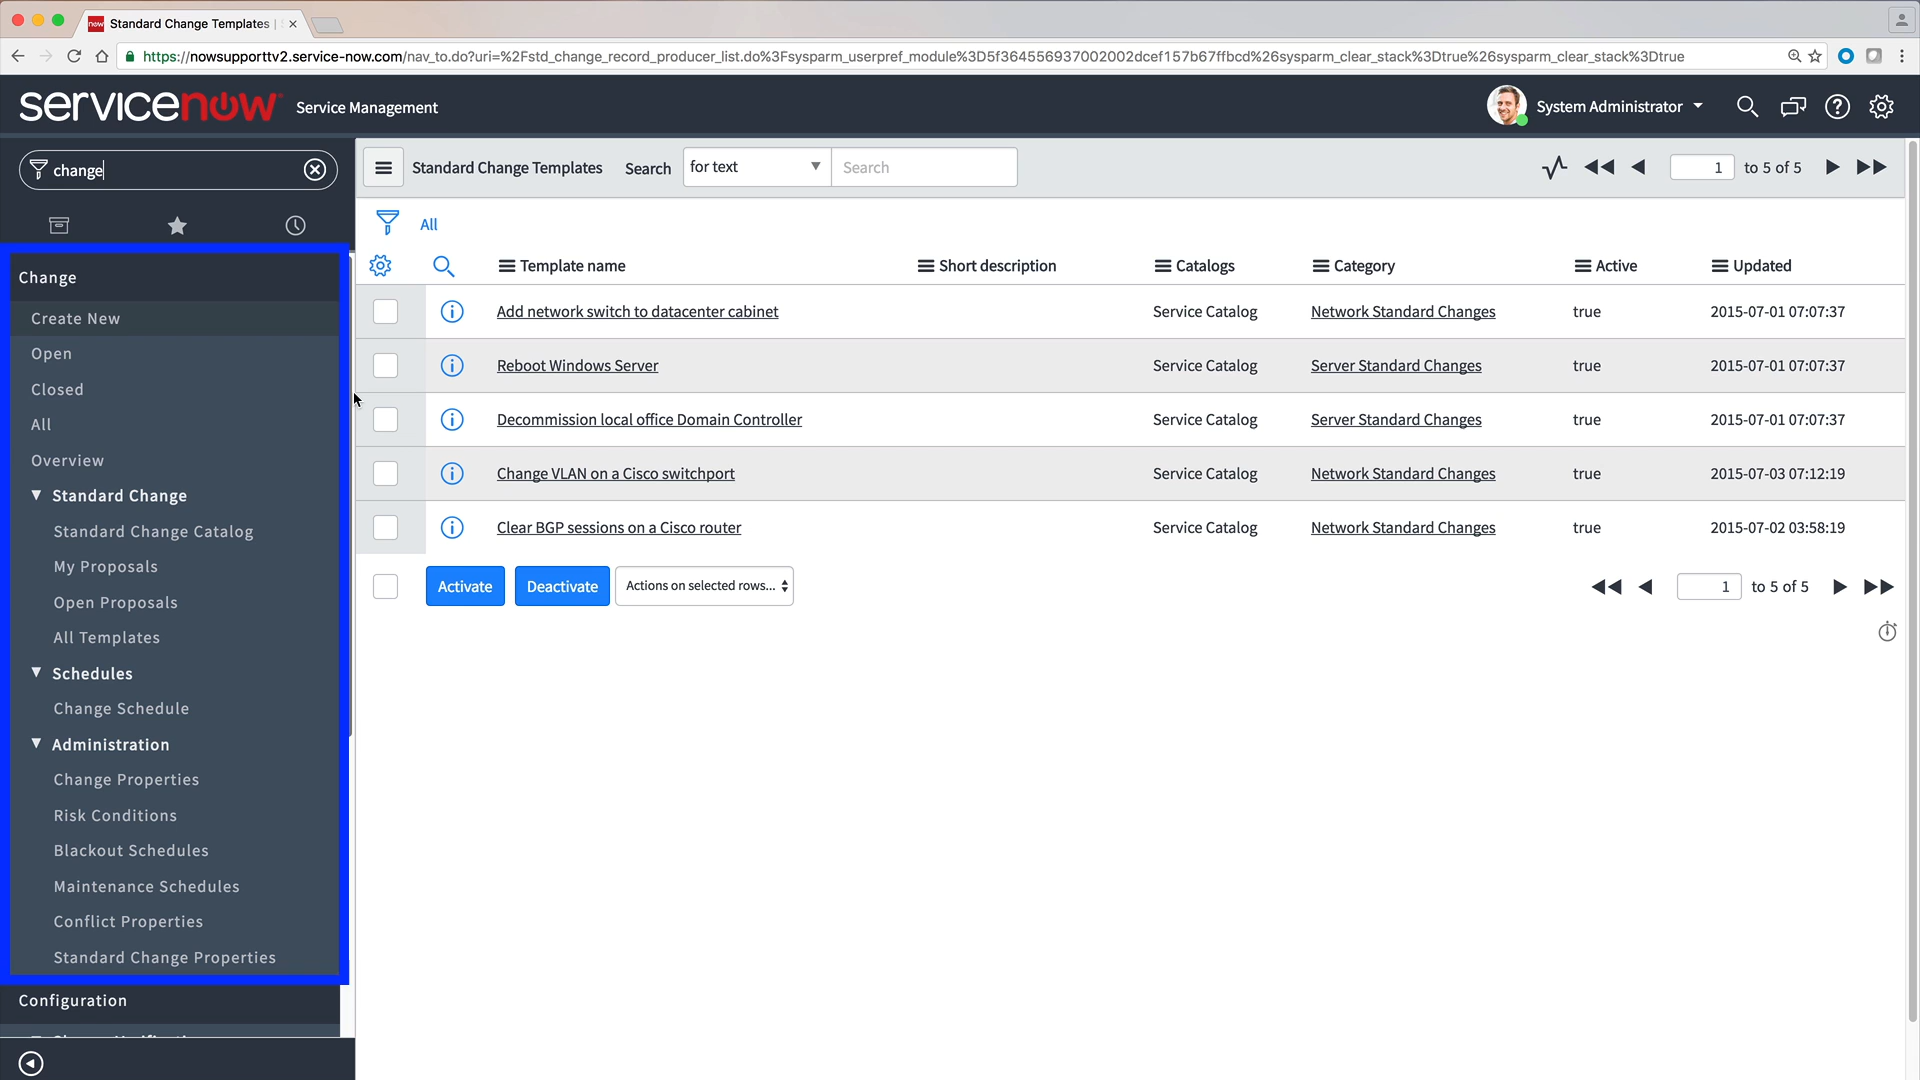 now Standard Change Templates |
https://nowsupporttv2.service-now.com/nav_to.do?uri=%2Fstd_change_record_producer_list.do%3Fsysparm_userpref_module%3D5f364556937002002dcef157b67ffbcd%26sysparm_clear_stack%3Dtrue%26sysparm_clear_stack%3Dtrue
servicenow Service Management System Administrator
change
Standard Change Templates Search for text Search 1 to 5 of 5
All
Template name Short description Catalogs Category Active Updated
Add network switch to datacenter cabinet Service Catalog Network Standard Changes true 2015-07-01 07:07:37
Reboot Windows Server Service Catalog Server Standard Changes true 2015-07-01 07:07:37
Decommission local office Domain Controller Service Catalog Server Standard Changes true 2015-07-01 07:07:37
Change VLAN on a Cisco switchport Service Catalog Network Standard Changes true 2015-07-03 07:12:19
Clear BGP sessions on a Cisco router Service Catalog Network Standard Changes true 2015-07-02 03:58:19
Activate Deactivate Actions on selected rows... 1 to 5 of 5
Change
Create New
Open
Closed
All
Overview
Standard Change
Standard Change Catalog
My Proposals
Open Proposals
All Templates
Schedules
Change Schedule
Administration
Change Properties
Risk Conditions
Blackout Schedules
Maintenance Schedules
Conflict Properties
Standard Change Properties
Configuration